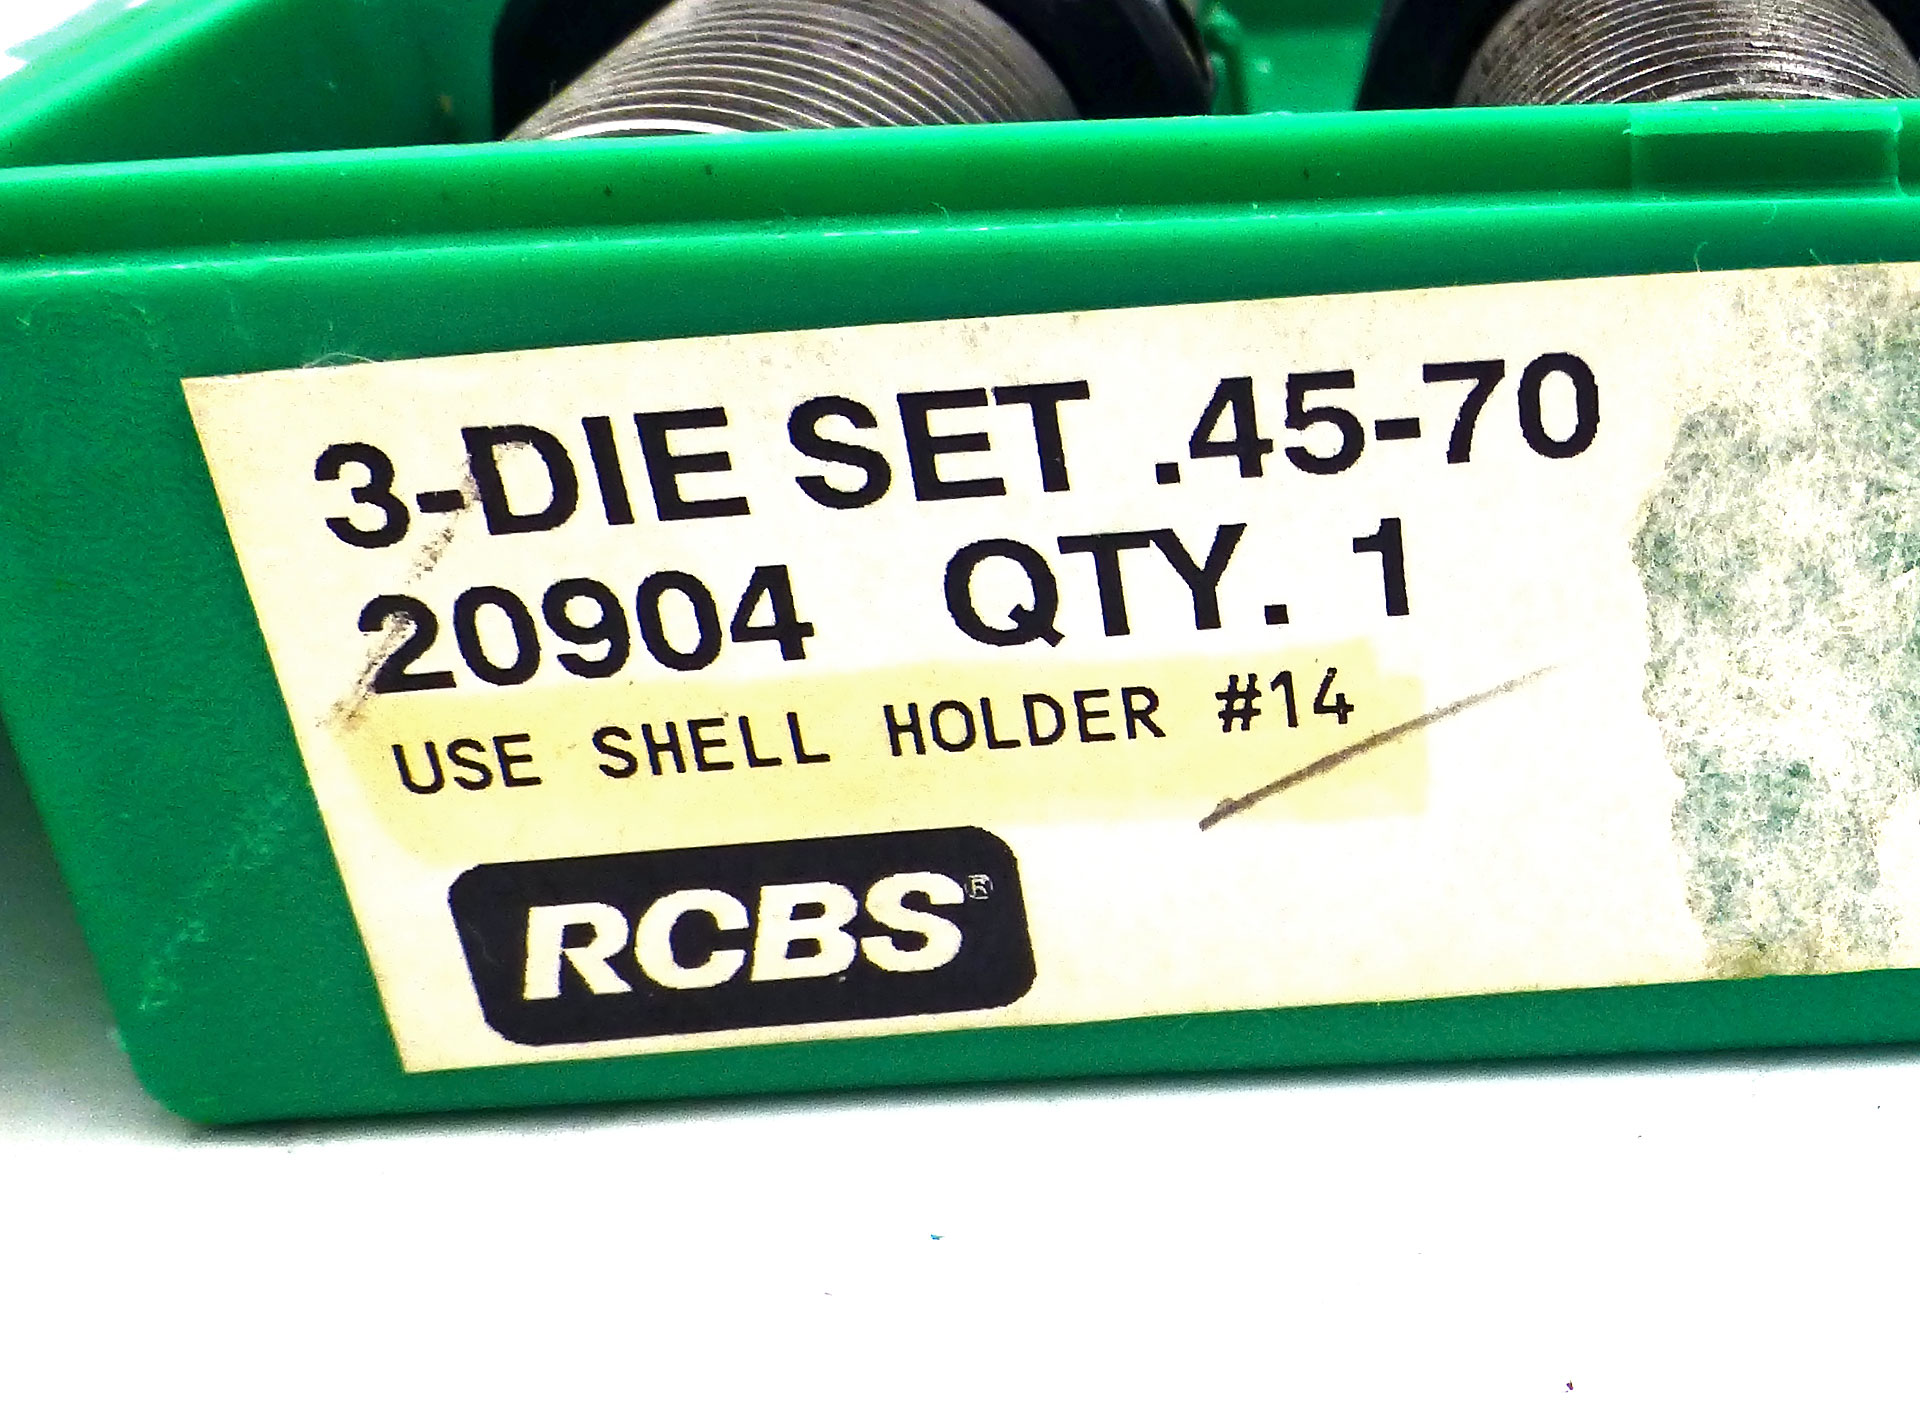 3-DIE SET .45-70
20904 QTY. 1
USE SHELL HOLDER #14
RCBS®